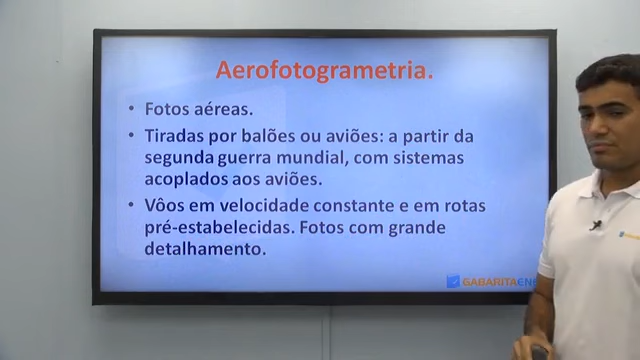 Aerofotogrametria.
• Fotos aéreas.
• Tiradas por balões ou aviões: a partir da
segunda guerra mundial, com sistemas
acoplados aos aviões.
• Vôos em velocidade constante e em rotas
pré-estabelecidas. Fotos com grande
detalhamento.
GABARITAENE